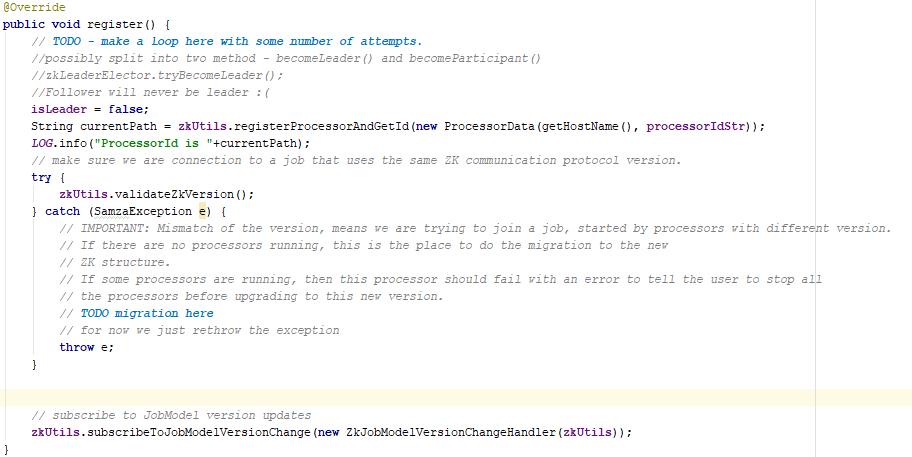 @Override
public void register() {
// TODO - make a loop here with some number of attempts.
//possibly split into two method - becomeLeader() and becomeParticipant()
//zkLeaderElector.tryBecomeLeader();
//Follower will never be leader :(
isLeader = false;
String currentPath = zkUtils.registerProcessorAndGetId(new ProcessorData(getHostName(), processorIdStr));
LOG.info("ProcessorId is "+currentPath);
// make sure we are connection to a job that uses the same ZK communication protocol version.
try {
zkUtils.validateZkVersion();
} catch (SamzaException e) {
// IMPORTANT: Mismatch of the version, means we are trying to join a job, started by processors with different version.
// If there are no processors running, this is the place to do the migration to the new
// ZK structure.
// If some processors are running, then this processor should fail with an error to tell the user to stop all
// the processors before upgrading to this new version.
// TODO migration here
// for now we just rethrow the exception
throw e;
}
// subscribe to JobModel version updates
zkUtils.subscribeToJobModelVersionChange(new ZkJobModelVersionChangeHandler(zkUtils));
}